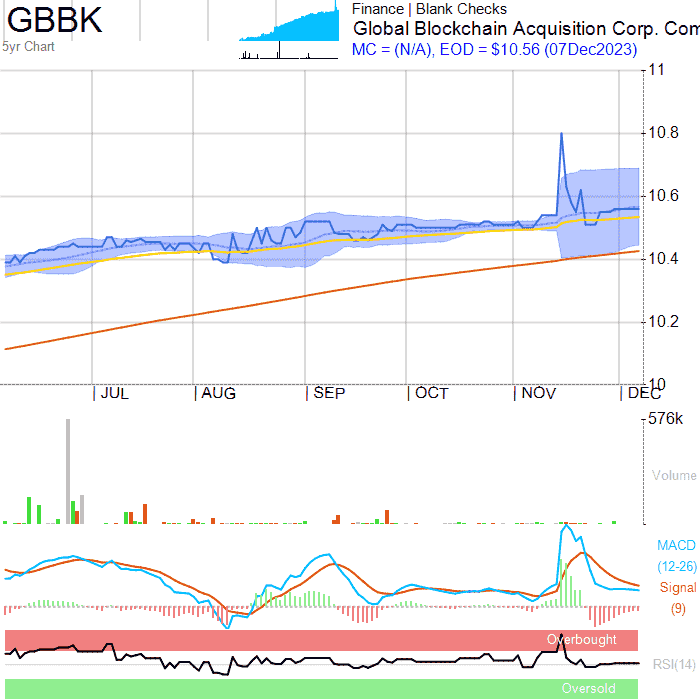 GBBK
5yr Chart
Finance | Blank Checks
Global Blockchain Acquisition Corp. Com
MC = (N/A), EOD = $10.56 (07Dec2023)
11
10.8
10.6
10.4
10.2
10
JUL AUG SEP OCT NOV DEC
576k
Volume
MACD
(12-26)
Signal
(9)
Overbought
RSI(14)
Oversold